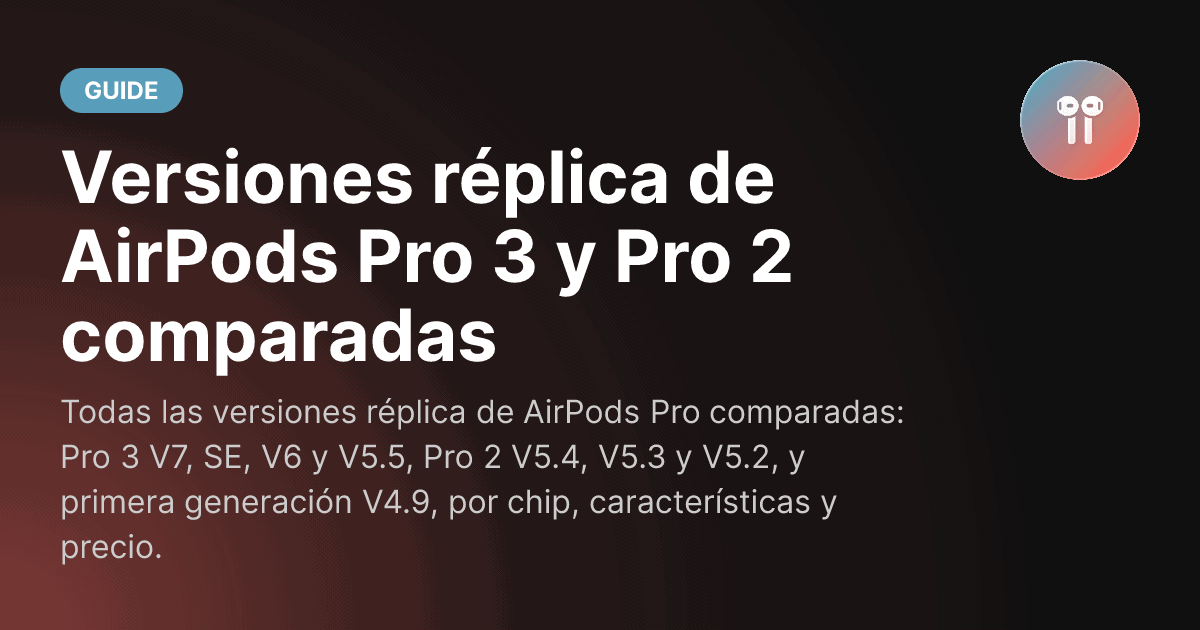 GUIDE
Versiones réplica de
AirPods Pro 3 y Pro 2
comparadas
Todas las versiones réplica de AirPods Pro comparadas:
Pro 3 V7, SE, V6 y V5.5, Pro 2 V5.4, V5.3 y V5.2, y
primera generación V4.9, por chip, características y
precio.